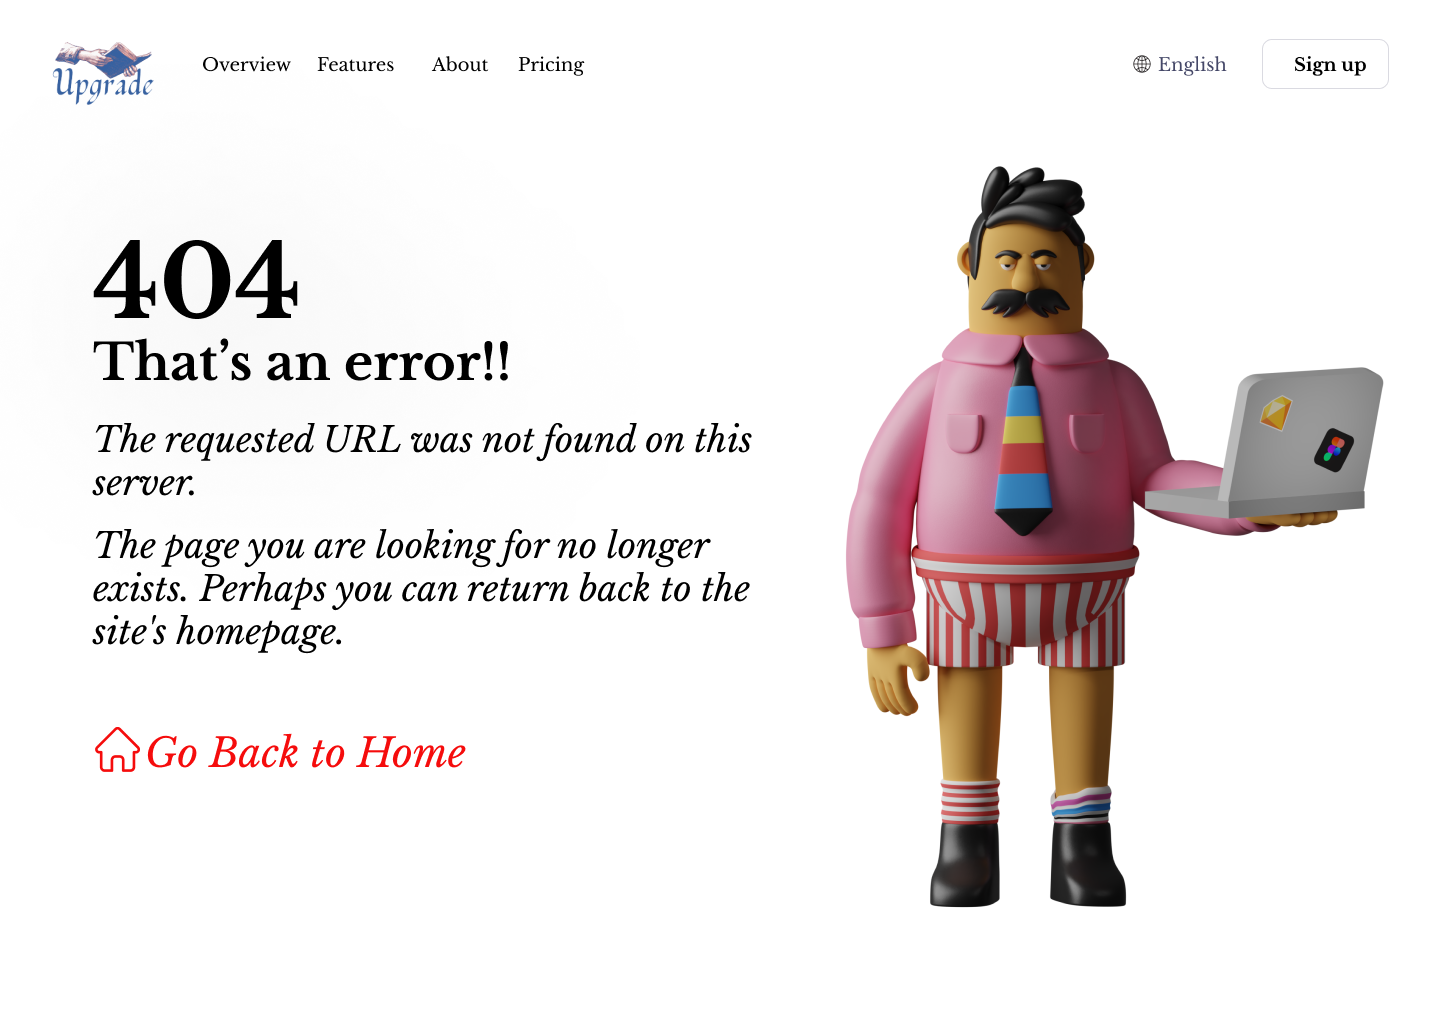 Upgrade
Overview Features About Pricing
English
Sign up
404
That’s an error!!
The requested URL was not found on this
server.
The page you are looking for no longer
exists. Perhaps you can return back to the
site's homepage.
Go Back to Home